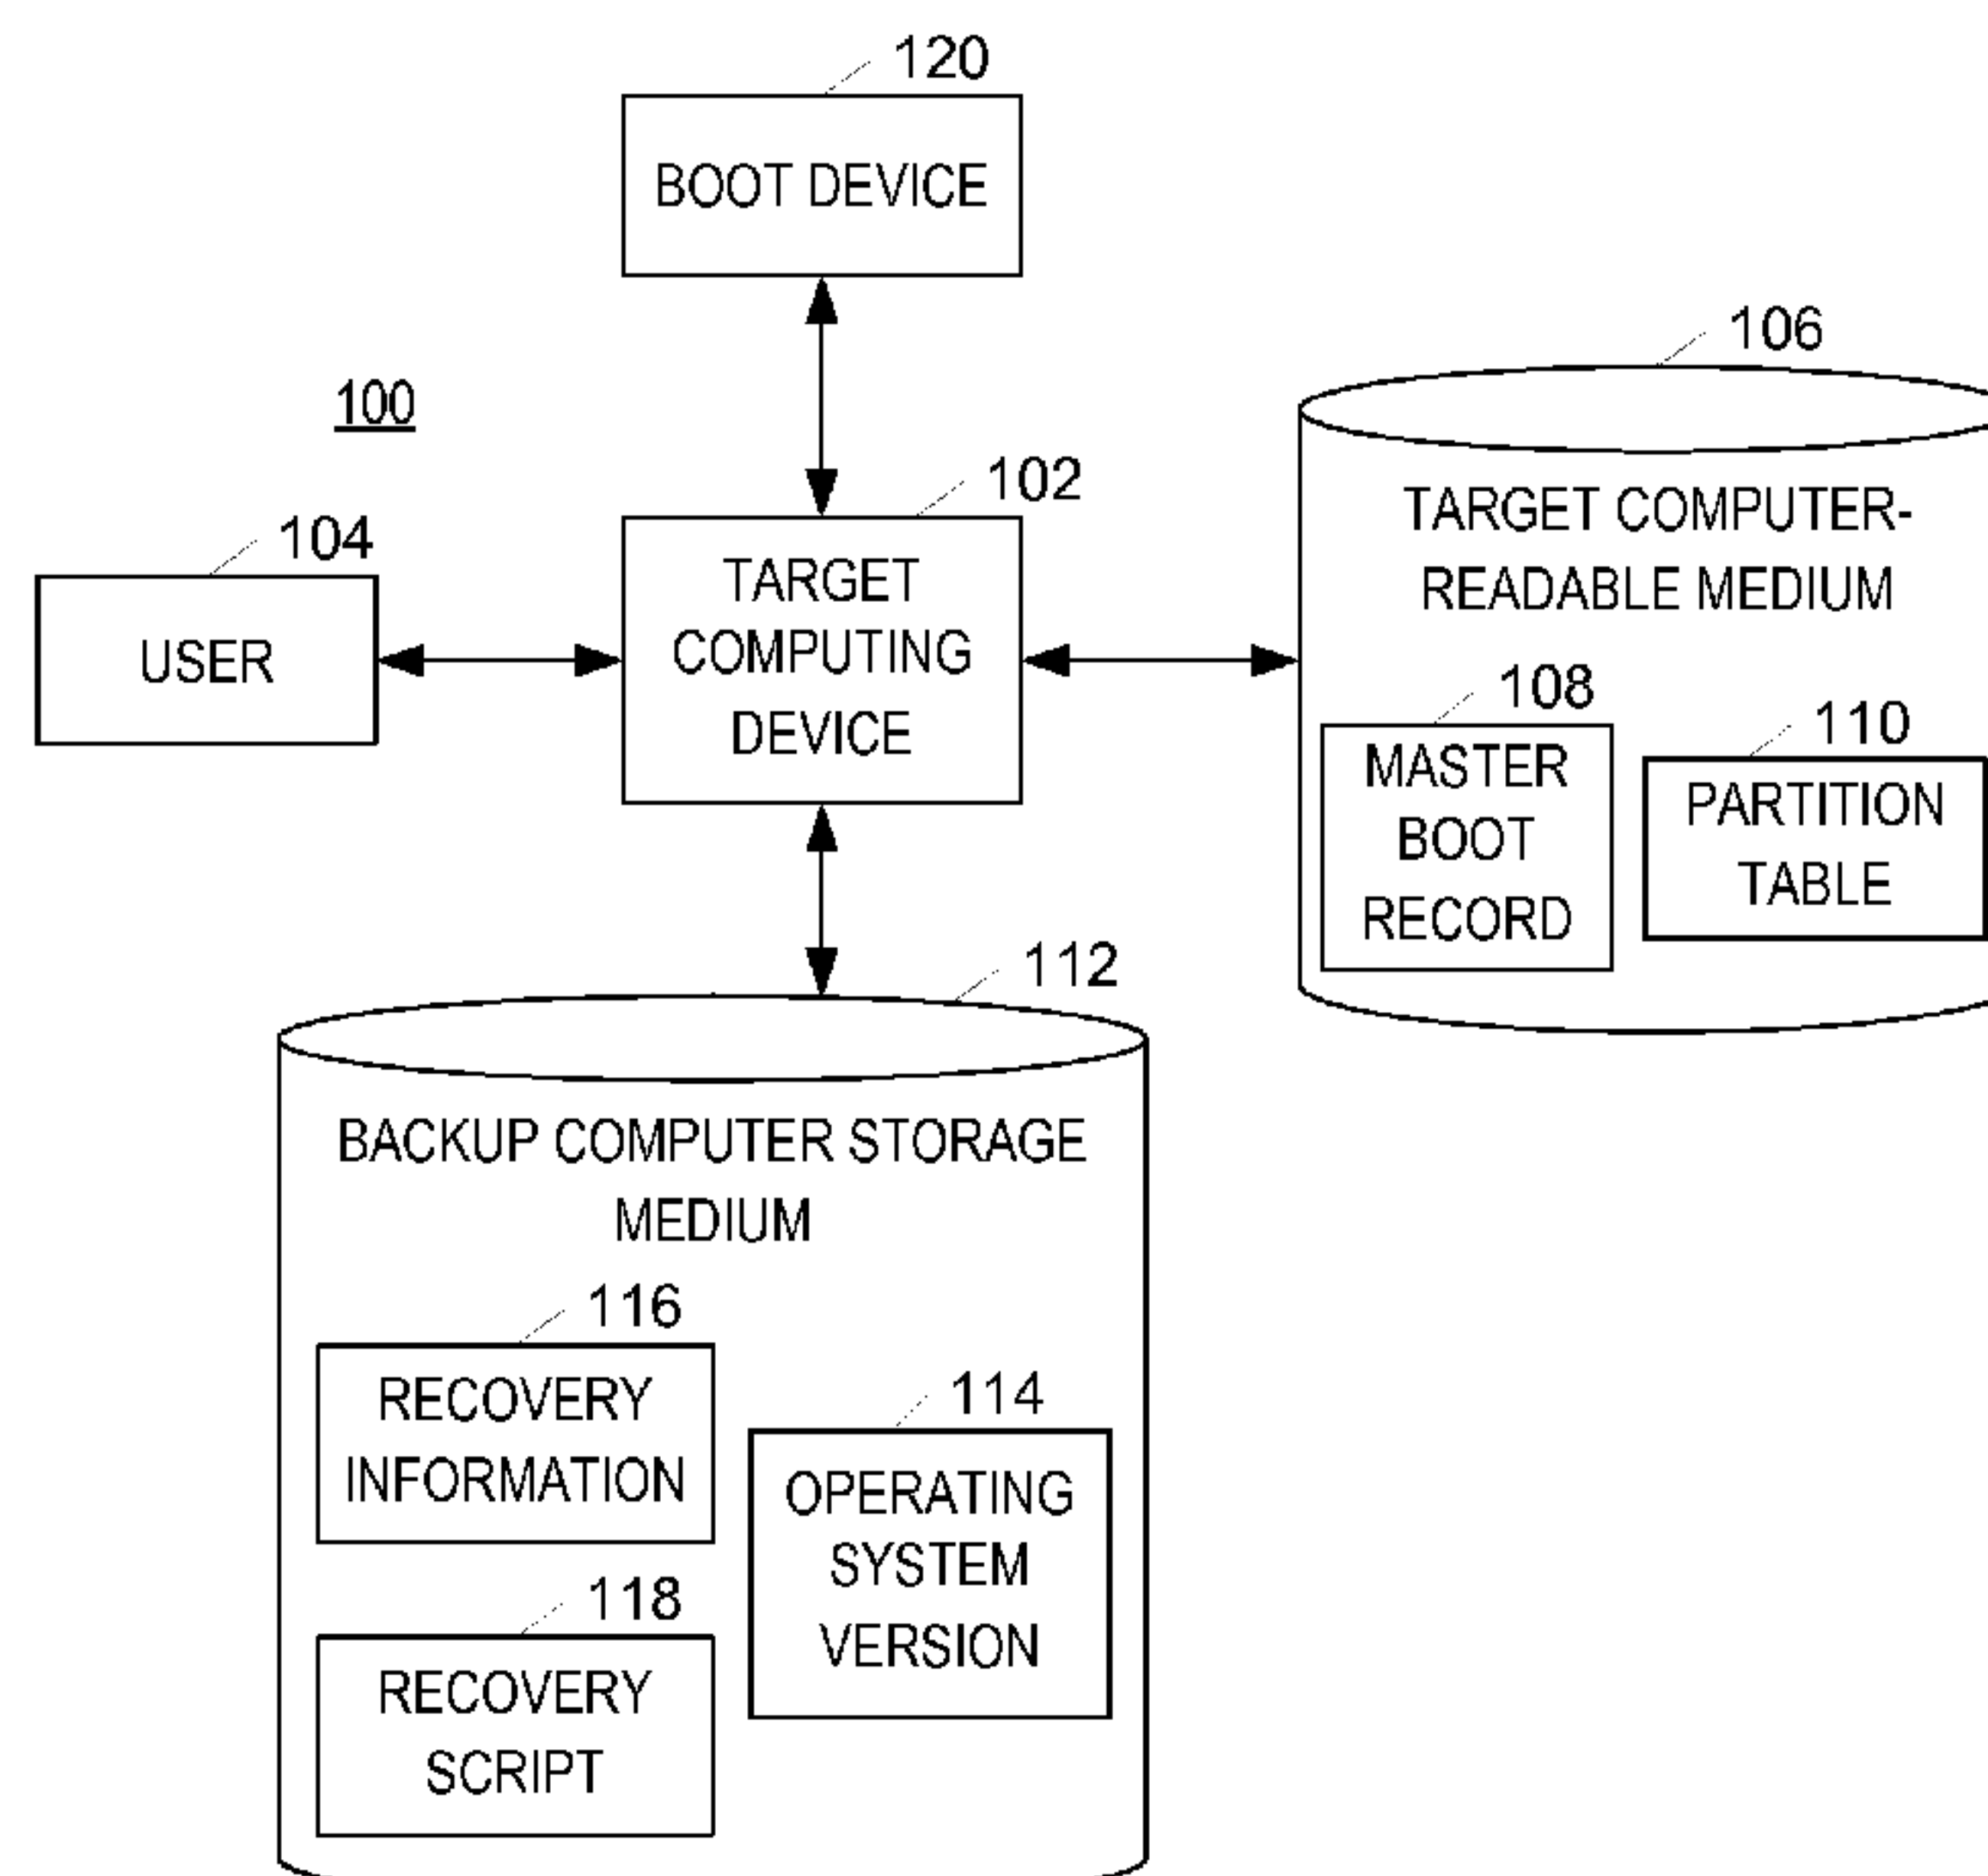 120
BOOT DEVICE
100
106
TARGET COMPUTER-
READABLE MEDIUM
102
TARGET
COMPUTING
DEVICE
104
USER
108
MASTER
BOOT
RECORD
110
PARTITION
TABLE
112
BACKUP COMPUTER STORAGE
MEDIUM
116
RECOVERY
INFORMATION
114
OPERATING
SYSTEM
VERSION
118
RECOVERY
SCRIPT